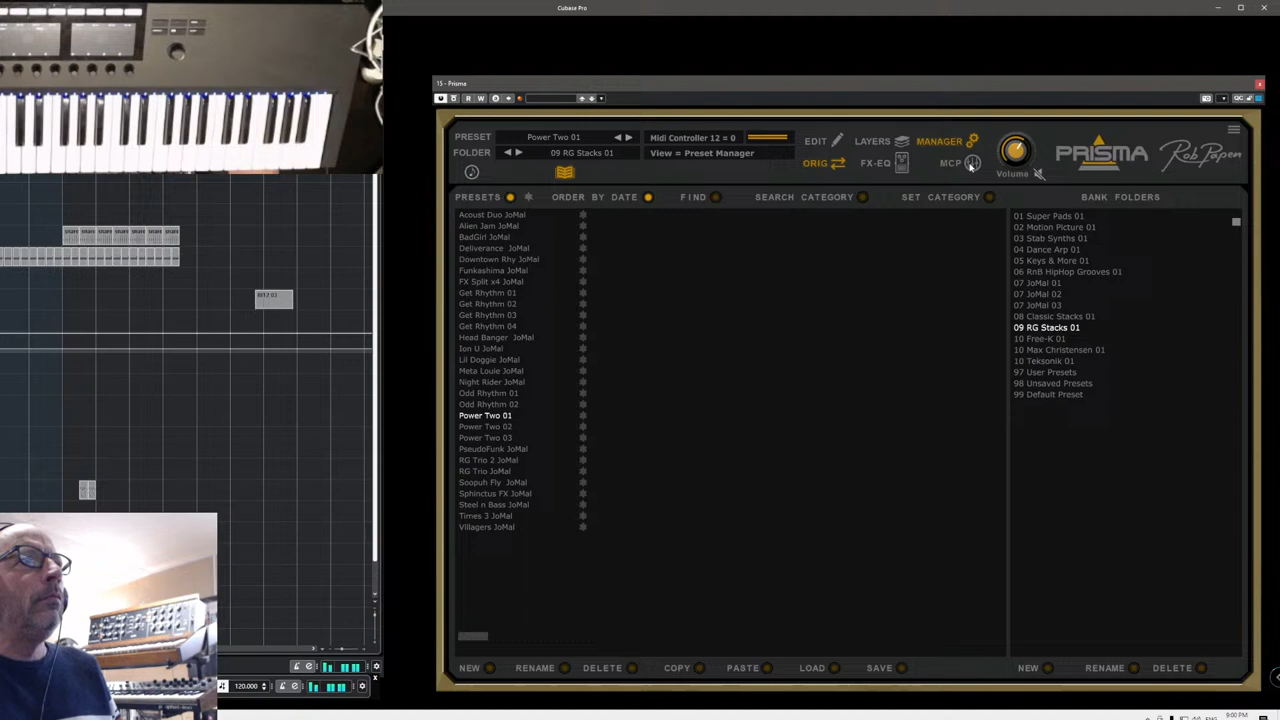 Cubase Pro
15 - Prisma
R W
QC
PRESET
Power Two 01
Midi Controller 12 = 0
EDIT
LAYERS
MANAGER
FOLDER
09 RG Stacks 01
View = Preset Manager
ORIG
FX-EQ
MCP
Volume
PRISMA
Rob Papen
PRESETS
ORDER BY DATE
FIND
SEARCH CATEGORY
SET CATEGORY
BANK FOLDERS
Acoust Duo JoMal
Alien Jam JoMal
BadGirl JoMal
Deliverance JoMal
Downtown Rhy JoMal
Funkashima JoMal
FX Split x4 JoMal
Get Rhythm 01
Get Rhythm 02
Get Rhythm 03
Get Rhythm 04
Head Banger JoMal
Ion U JoMal
Lil Doggie JoMal
Meta Louie JoMal
Night Rider JoMal
Odd Rhythm 01
Odd Rhythm 02
Power Two 01
Power Two 02
Power Two 03
PseudoFunk JoMal
RG Trio 2 JoMal
RG Trio JoMal
Soopuh Fly JoMal
Sphinctus FX JoMal
Steel n Bass JoMal
Times 3 JoMal
Villagers JoMal
01 Super Pads 01
02 Motion Picture 01
03 Stab Synths 01
04 Dance Arp 01
05 Keys & More 01
06 RnB HipHop Grooves 01
07 JoMal 01
07 JoMal 02
07 JoMal 03
08 Classic Stacks 01
09 RG Stacks 01
10 Free-K 01
10 Max Christensen 01
10 Teksonik 01
97 User Presets
98 Unsaved Presets
99 Default Preset
NEW
RENAME
DELETE
COPY
PASTE
LOAD
SAVE
NEW
RENAME
DELETE
120.000
ENG
9:00 PM